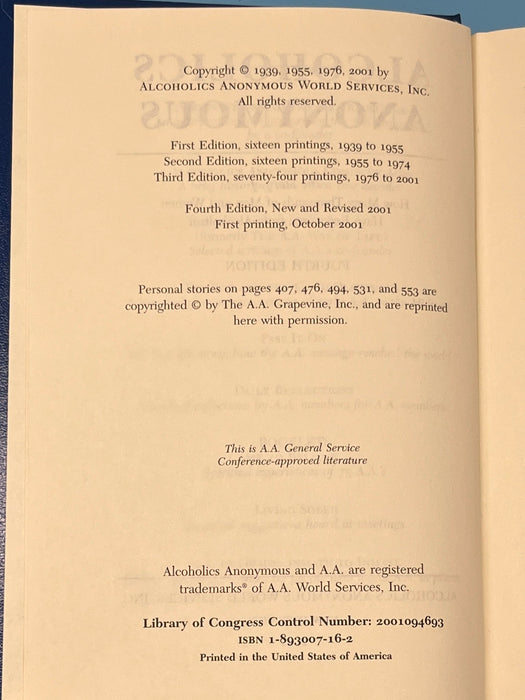 Copyright © 1939, 1955, 1976, 2001 by
ALCOHOLICS ANONYMOUS WORLD SERVICES, INC.
All rights reserved.
First Edition, sixteen printings, 1939 to 1955
Second Edition, sixteen printings, 1955 to 1974
Third Edition, seventy-four printings, 1976 to 2001
Fourth Edition, New and Revised 2001
First printing, October 2001
Personal stories on pages 407, 476, 494, 531, and 553 are
copyrighted © by The A.A. Grapevine, Inc., and are reprinted
here with permission.
This is A.A. General Service
Conference-approved literature
Alcoholics Anonymous and A.A. are registered
trademarks® of A.A. World Services, Inc.
Library of Congress Control Number: 2001094693
ISBN 1-893007-16-2
Printed in the United States of America